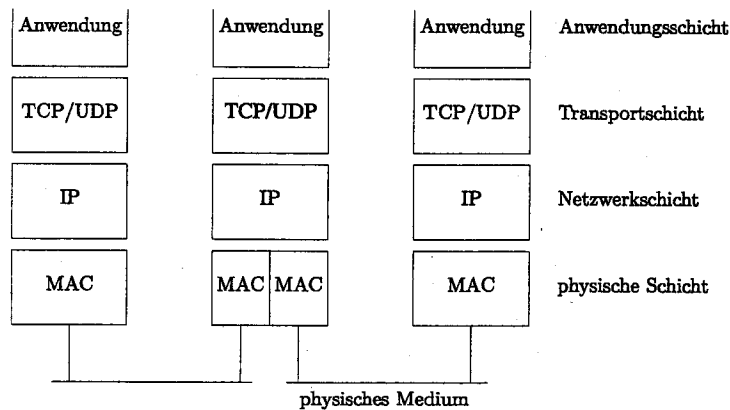 Anwendung Anwendung Anwendung Anwendungsschicht
TCP/UDP TCP/UDP TCP/UDP Transportschicht
IP IP IP Netzwerkschicht
MAC MAC MAC MAC physische Schicht
physisches Medium